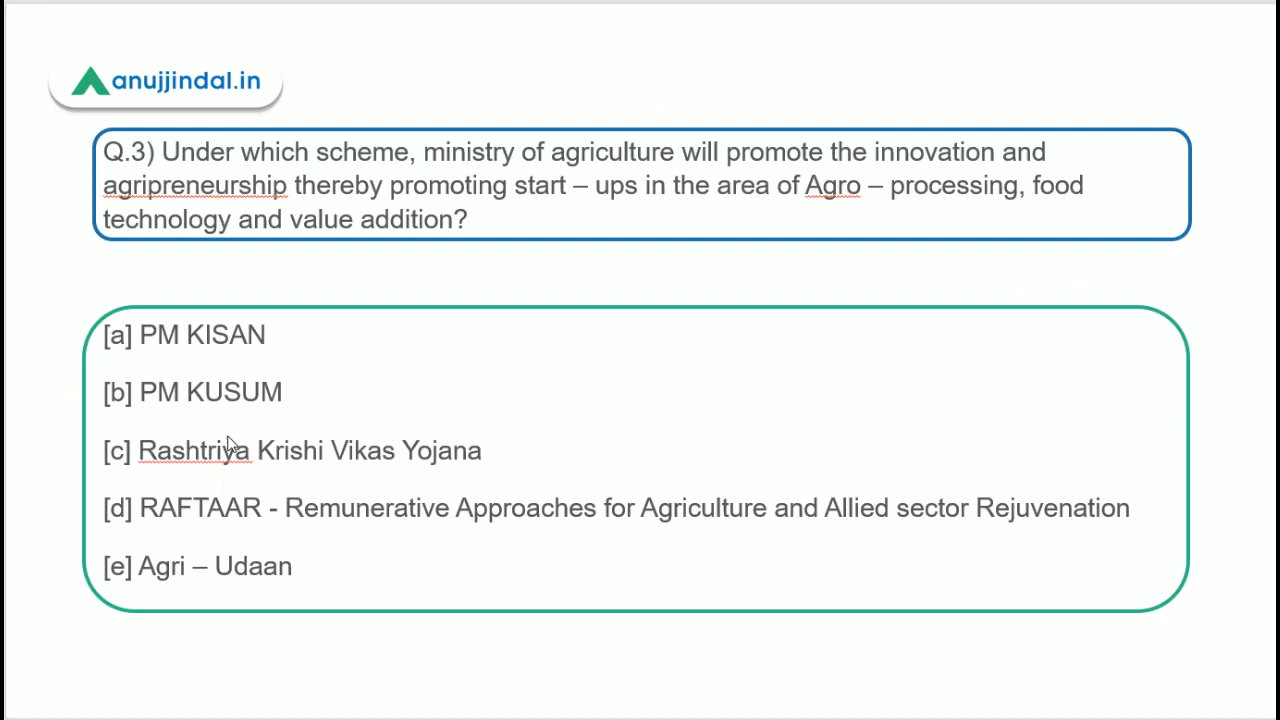 anujjindal.in
Q.3) Under which scheme, ministry of agriculture will promote the innovation and
agripreneurship thereby promoting start – ups in the area of Agro – processing, food
technology and value addition?
[a] PM KISAN
[b] PM KUSUM
[c] Rashtriya Krishi Vikas Yojana
[d] RAFTAAR - Remunerative Approaches for Agriculture and Allied sector Rejuvenation
[e] Agri – Udaan